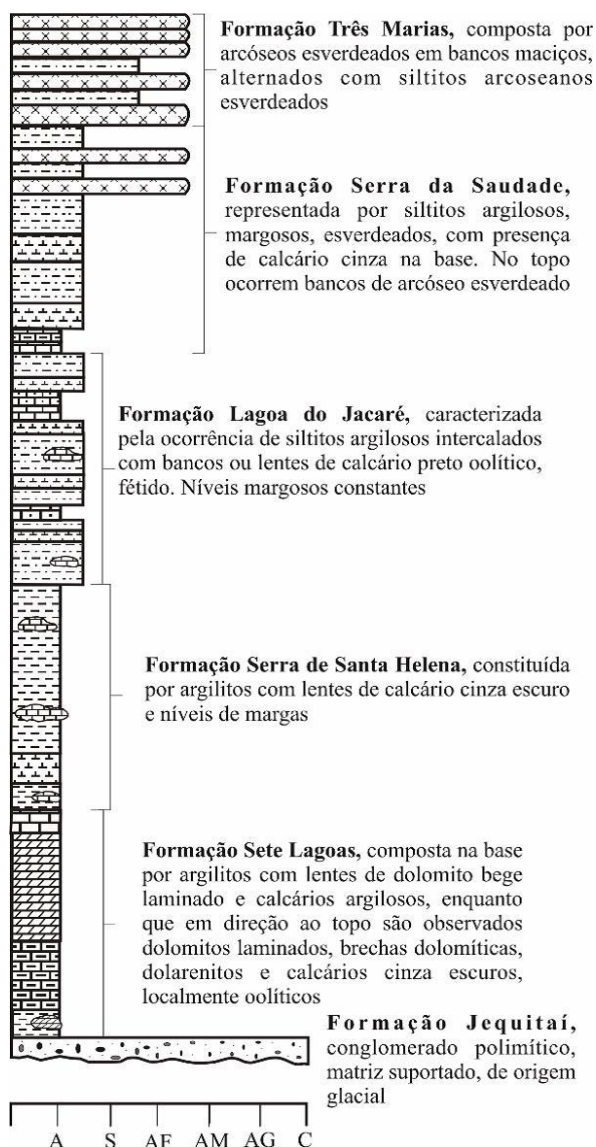 Formação Três Marias, composta por
arcóseos esverdeados em bancos maciços,
alternados com siltitos arcoseanos
esverdeados
Formação Serra da Saudade,
representada por siltitos argilosos,
margosos, esverdeados, com presença
de calcário cinza na base. No topo
ocorrem bancos de arcóseo esverdeado
Formação Lagoa do Jacaré, caracterizada
pela ocorrência de siltitos argilosos intercalados
com bancos ou lentes de calcário preto oolítico,
fétido. Níveis margosos constantes
Formação Serra de Santa Helena, constituída
por argilitos com lentes de calcário cinza escuro
e níveis de margas
Formação Sete Lagoas, composta na base
por argilitos com lentes de dolomito bege
laminado e calcários argilosos, enquanto
que em direção ao topo são observados
dolomitos laminados, brechas dolomíticas,
dolarenitos e calcários cinza escuros,
localmente oolíticos
Formação Jequitaí,
conglomerado polimítico,
matriz suportado, de origem
glacial
A S AF AM AG C